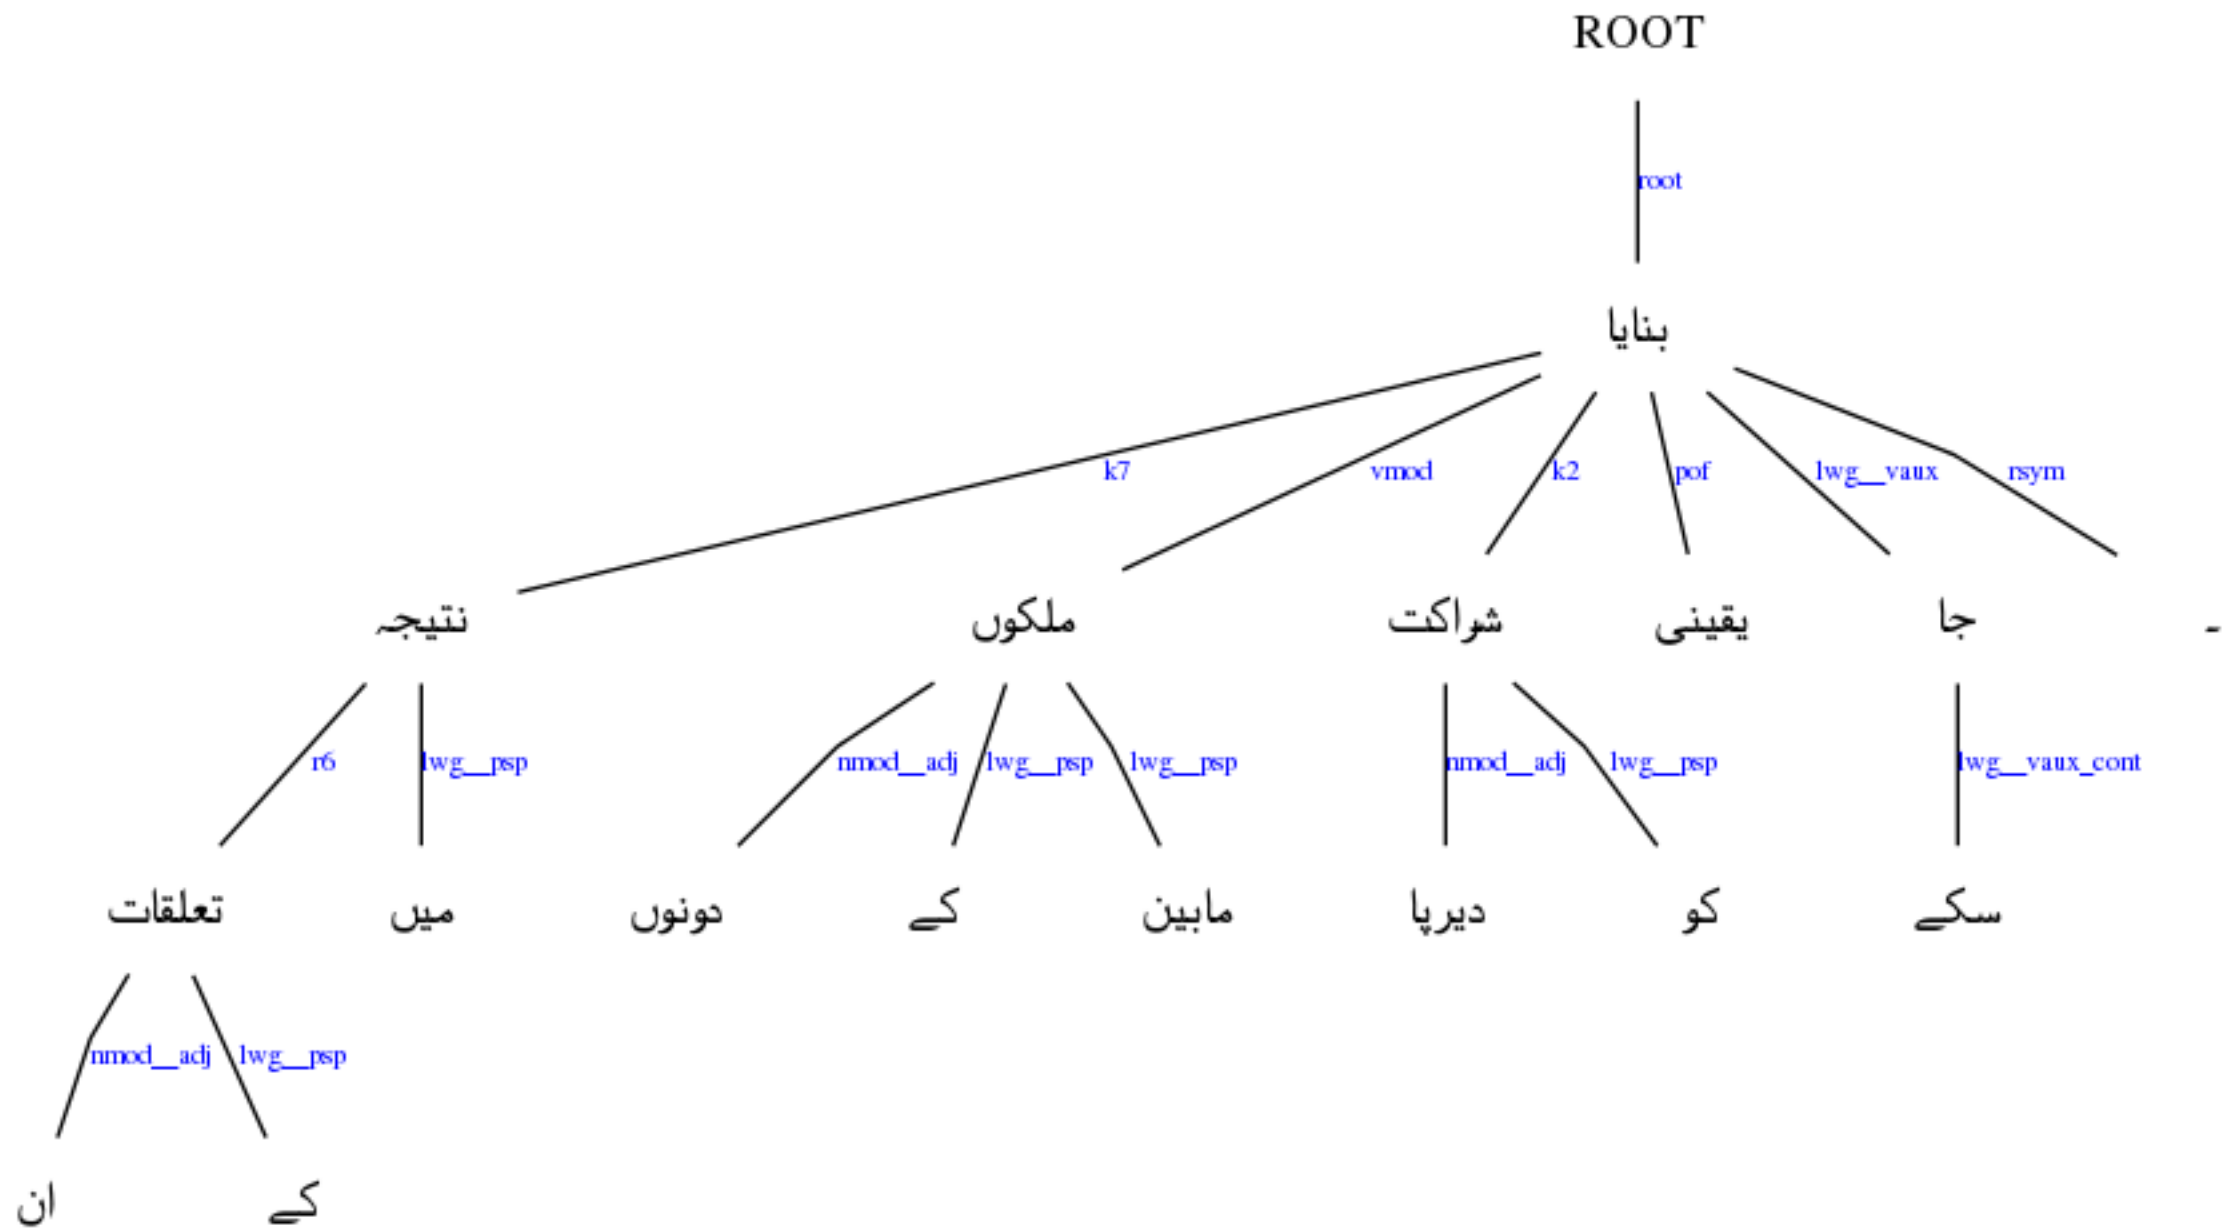 ROOT
root
بنایا
k7 vmod k2 pof lwg__vaux rsym
نتیجہ ملکوں شراکت یقینی جا ۔
r6 lwg__psp nmod__adj lwg__psp lwg__psp nmod__adj lwg__psp lwg__vaux_cont
تعلقات میں دونوں کے مابین دیرپا کو سکے
nmod__adj lwg__psp
ان کے